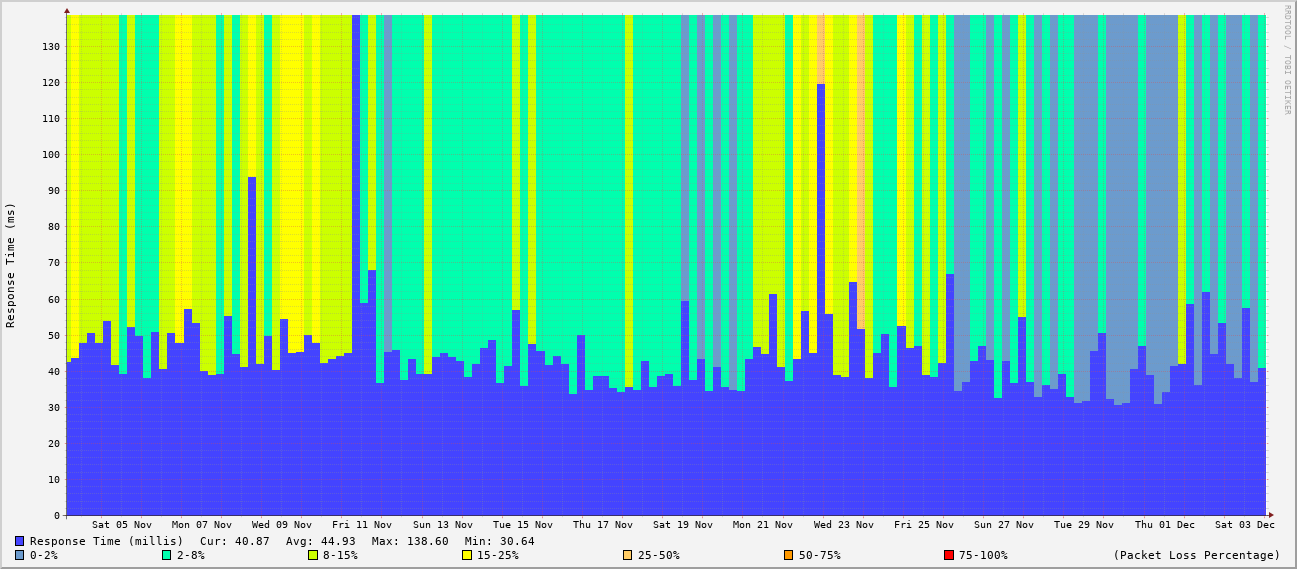 RRDTOOL / TOBI OETIKER
Response Time (ms)
130
120
110
100
90
80
70
60
50
40
30
20
10
0
Sat 05 Nov Mon 07 Nov Wed 09 Nov Fri 11 Nov Sun 13 Nov Tue 15 Nov Thu 17 Nov Sat 19 Nov Mon 21 Nov Wed 23 Nov Fri 25 Nov Sun 27 Nov Tue 29 Nov Thu 01 Dec Sat 03 Dec
Response Time (millis) Cur: 40.87 Avg: 44.93 Max: 138.60 Min: 30.64
0-2% 2-8% 8-15% 15-25% 25-50% 50-75% 75-100% (Packet Loss Percentage)